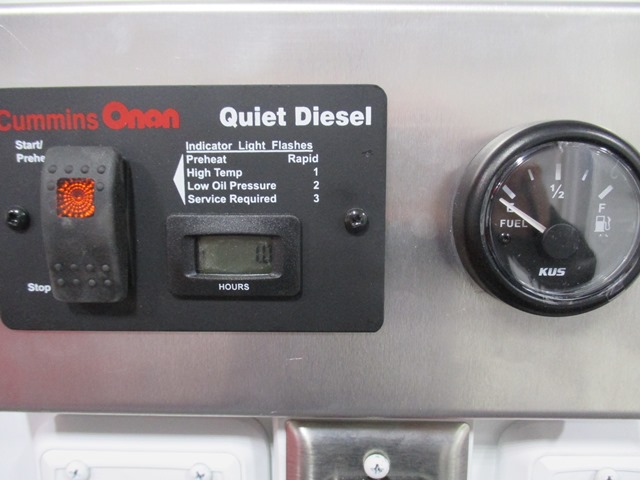 Cummins Onan Quiet Diesel
Start/
Prehe
Indicator Light Flashes
Preheat Rapid
High Temp 1
Low Oil Pressure 2
Service Required 3
Stop
HOURS
1/2
E F
FUEL
KUS